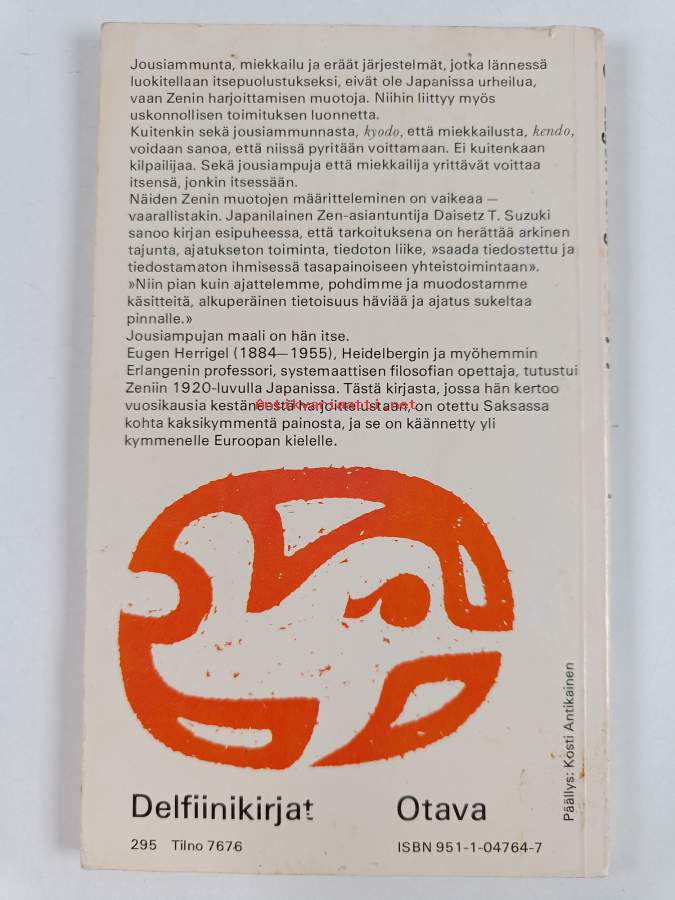 Jousiammunta, miekkailu ja eräät järjestelmät, jotka lännessä
luokitellaan itsepuolustukseksi, eivät ole Japanissa urheilua,
vaan Zenin harjoittamisen muotoja. Niihin liittyy myös
uskonnollisen toimituksen luonnetta.
Kuitenkin sekä jousiammunnasta, kyodo, että miekkailusta, kendo,
voidaan sanoa, että niissä pyritään voittamaan. Ei kuitenkaan
kilpailijaa. Sekä jousiampuja että miekkailija yrittävät voittaa
itsensä, jonkin itsessään.
Näiden Zenin muotojen määritteleminen on vaikeaa —
vaarallistakin. Japanilainen Zen-asiantuntija Daisetz T. Suzuki
sanoo kirjan esipuheessa, että tarkoituksena on herättää arkinen
tajunta, ajatukseton toiminta, tiedoton liike, »saada tiedostettu ja
tiedostamaton ihmisessä tasapainoiseen yhteistoimintaan».
»Niin pian kuin ajattelemme, pohdimme ja muodostamme
käsitteitä, alkuperäinen tietoisuus häviää ja ajatus sukeltaa
pinnalle.»
Jousiampujan maali on hän itse.
Eugen Herrigel (1884—1955), Heidelbergin ja myöhemmin
Erlangenin professori, systemaattisen filosofian opettaja, tutustui
Zeniin 1920-luvulla Japanissa. Tästä kirjasta, jossa hän kertoo
vuosikausia kestäneestä harjoittelustaan, on otettu Saksassa
Antikvariaatti.net
kohta kaksikymmentä painosta, ja se on käännetty yli
kymmenelle Euroopan kielelle.
Päällys: Kosti Antikainen
Delfiinikirjat Otava
295 Tilno 7676 ISBN 951-1-04764-7